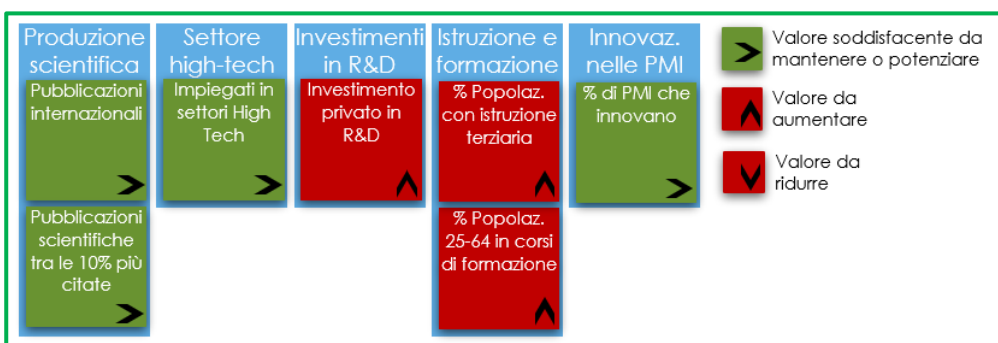 Produzione
scientifica
Pubblicazioni
internazionali
Pubblicazioni
scientifiche
tra le 10% più
citate
Settore
high-tech
Impiegati in
settori High
Tech
Investimenti
in R&D
Investimento
privato in
R&D
Istruzione e
formazione
% Popolaz.
con istruzione
terziaria
% Popolaz.
25-64 in corsi
di formazione
Innovaz.
nelle PMI
% di PMI che
innovano
Valore soddisfacente da
mantenere o potenziare
Valore da
aumentare
Valore da
ridurre